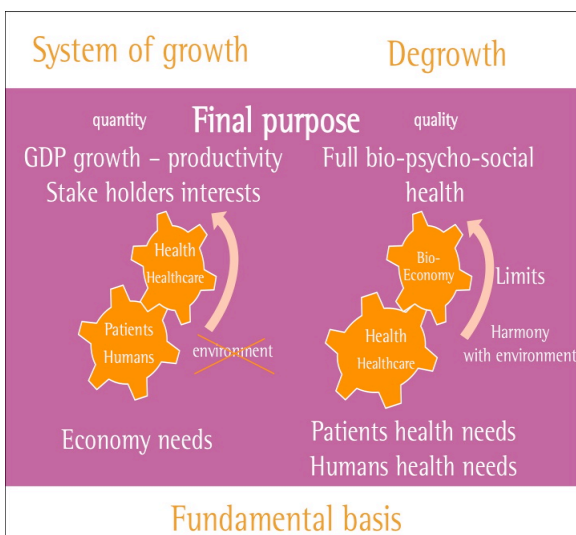 System of growth
Degrowth
Final purpose
quantity
quality
GDP growth – productivity
Stake holders interests
Full bio-psycho-social
health
Health
Healthcare
Patients
Humans
environment
Bio-
Economy
Limits
Health
Healthcare
Harmony
with environment
Economy needs
Patients health needs
Humans health needs
Fundamental basis